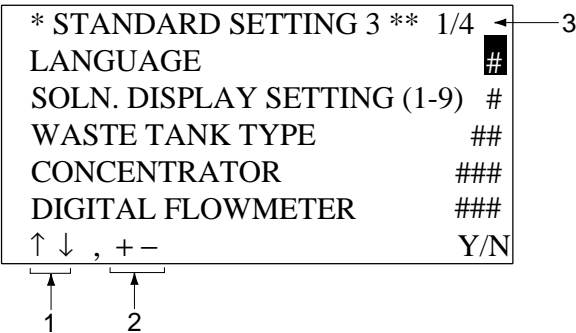 * STANDARD SETTING 3 ** 1/4
3
LANGUAGE #
SOLN. DISPLAY SETTING (1-9) #
WASTE TANK TYPE ##
CONCENTRATOR ###
DIGITAL FLOWMETER ###
↑ ↓ , + − Y/N
1 2